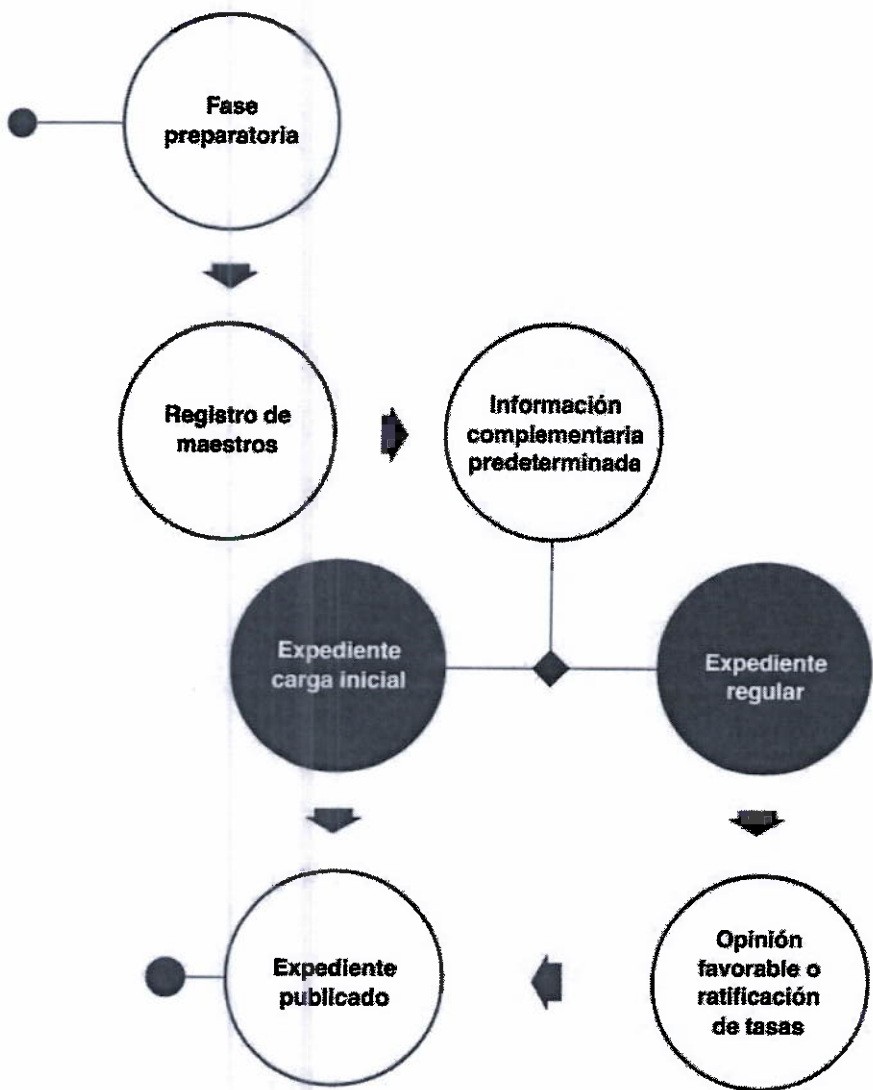 Fase
preparatoria
Registro de
maestros
Información
complementaria
predeterminada
Expediente
carga inicial
Expediente
regular
Expediente
publicado
Opinión
favorable o
ratificación
de tasas